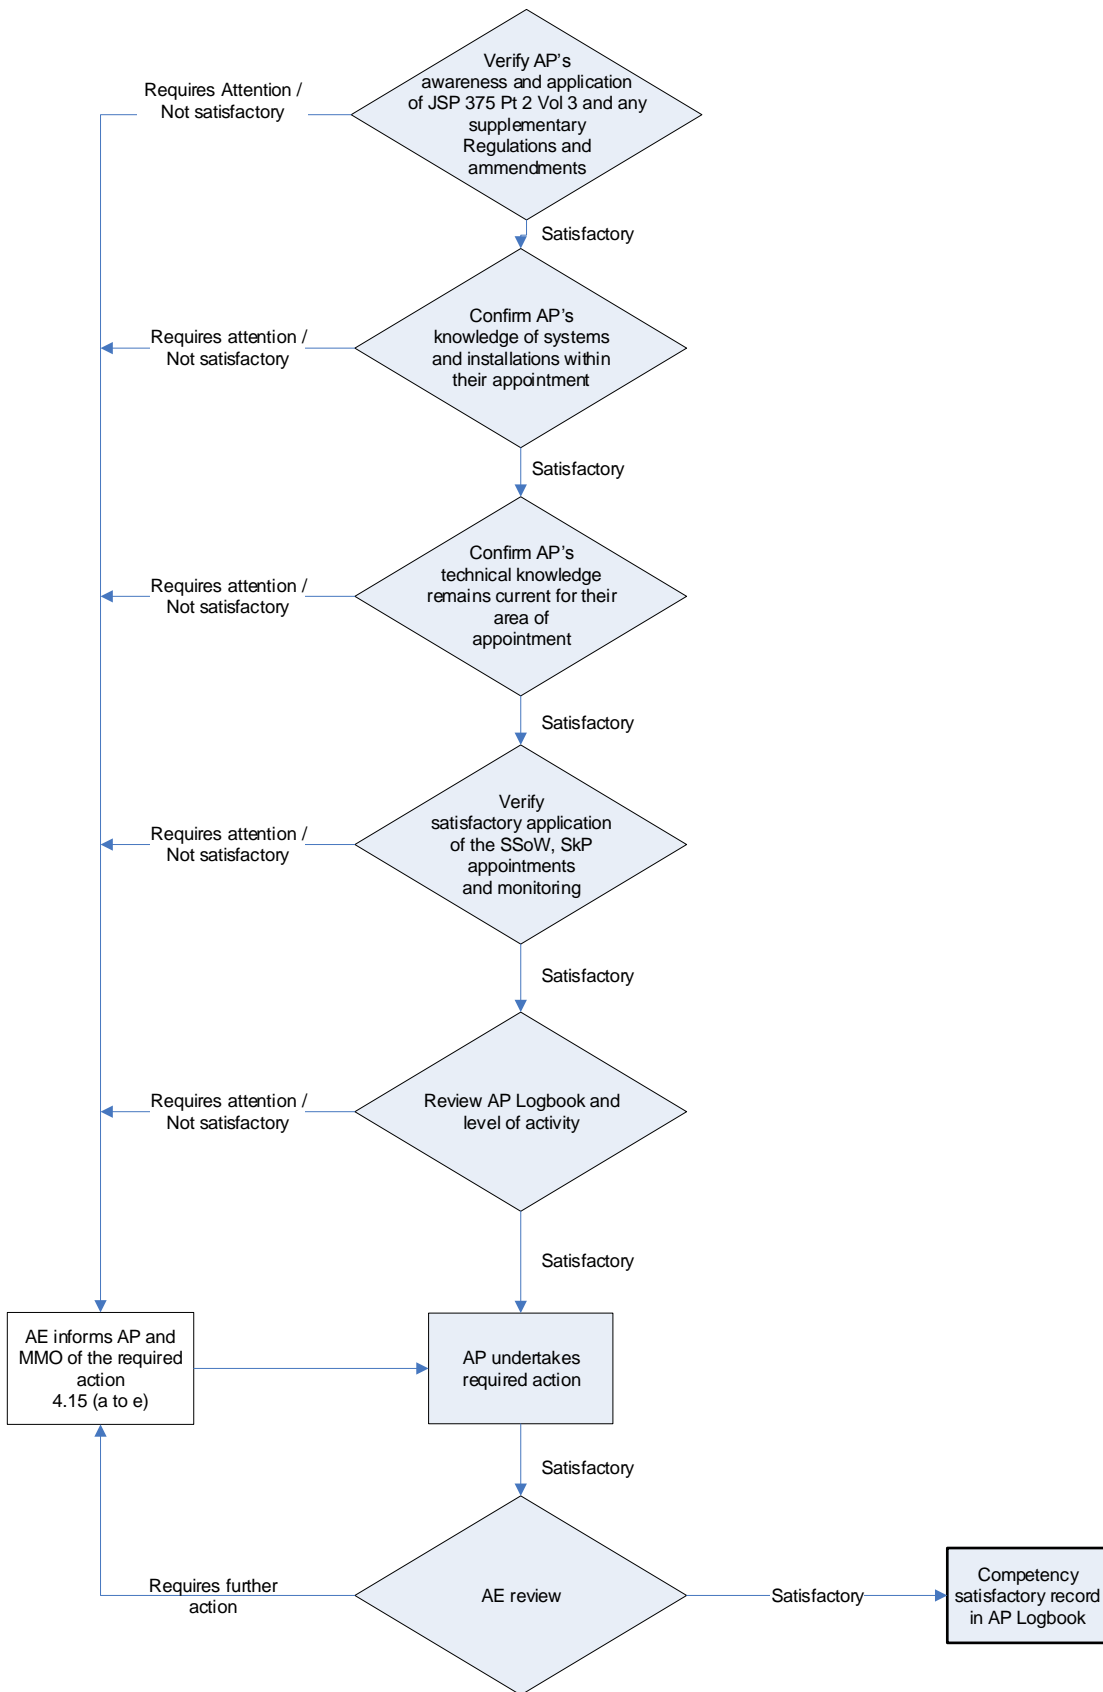 Verify AP's
awareness and application
of JSP 375 Pt 2 Vol 3 and any
supplementary
Regulations and
ammendments
Requires Attention /
Not satisfactory
Satisfactory
Confirm AP's
knowledge of systems
and installations within
their appointment
Requires attention /
Not satisfactory
Satisfactory
Confirm AP's
technical knowledge
remains current for their
area of
appointment
Requires attention /
Not satisfactory
Satisfactory
Verify
satisfactory application
of the SSoW, SkP
appointments
and monitoring
Requires attention /
Not satisfactory
Satisfactory
Review AP Logbook and
level of activity
Requires attention /
Not satisfactory
Satisfactory
AE informs AP and
MMO of the required
action
4.15 (a to e)
AP undertakes
required action
Satisfactory
Requires further
action
AE review
Satisfactory
Competency
satisfactory record
in AP Logbook